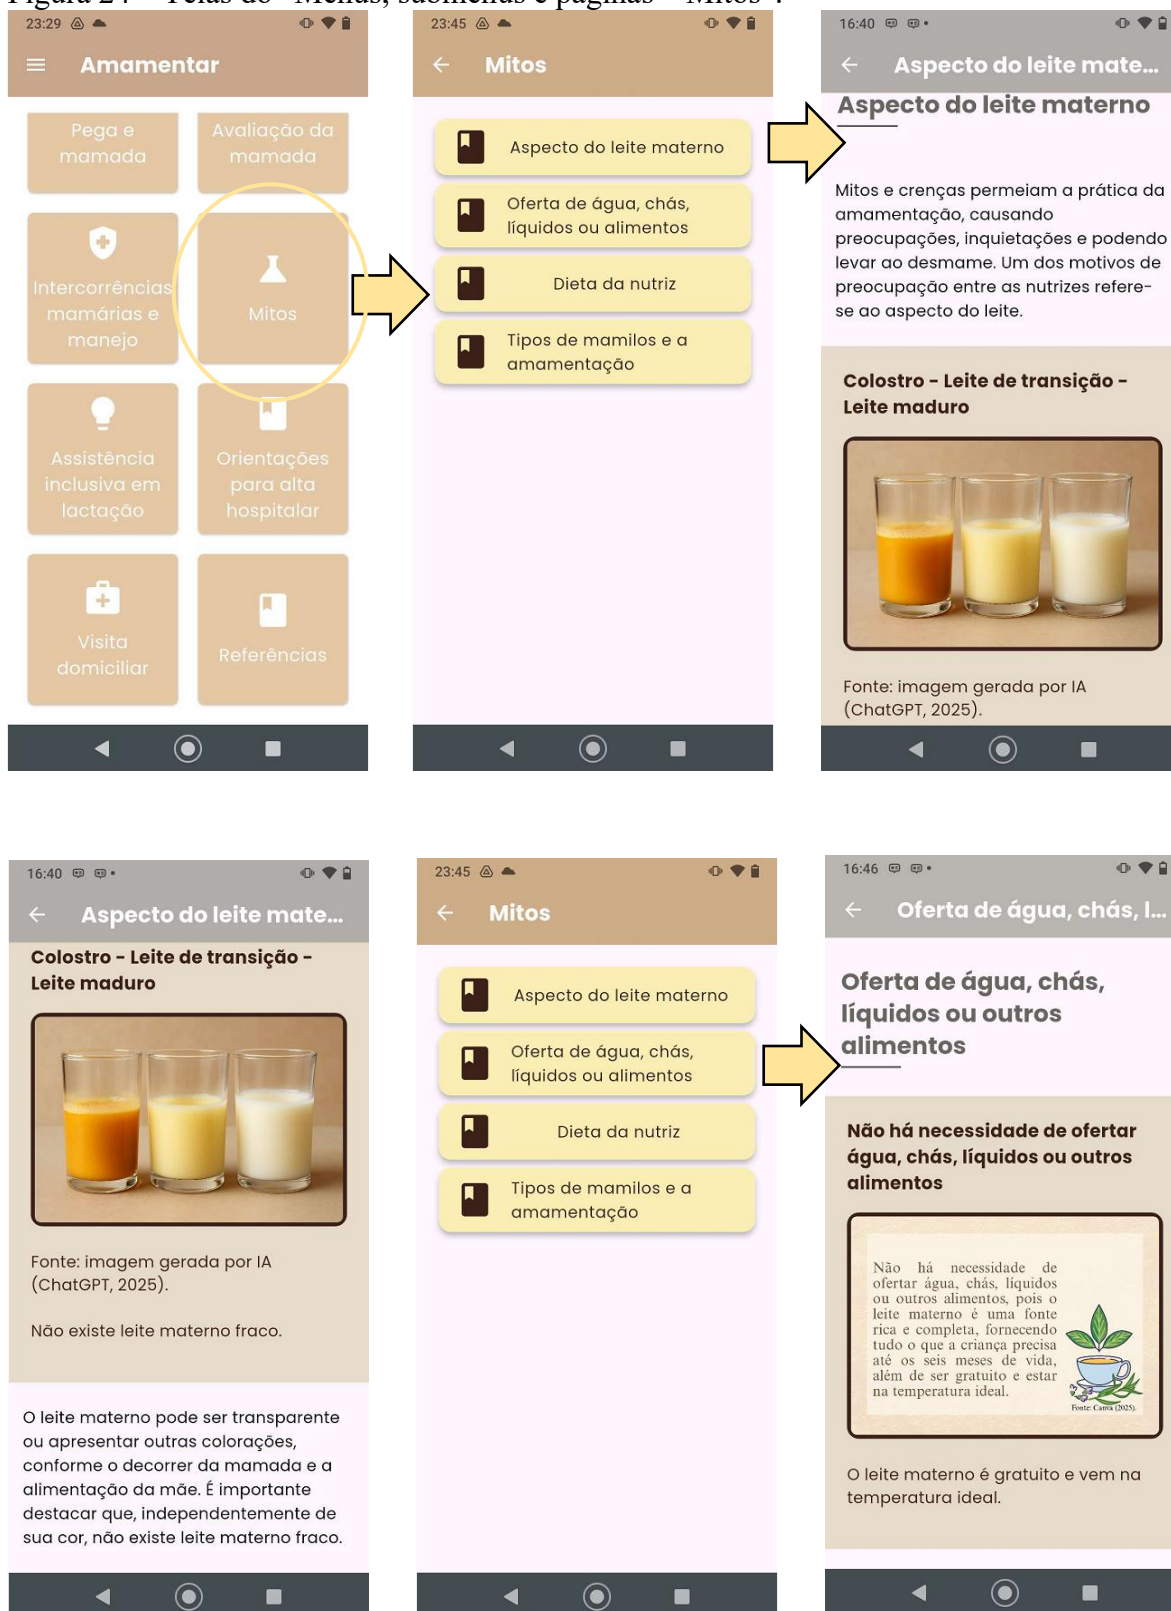 Figura 24 – Telas do "Menus, submenus e páginas – Mitos".
23:29
Amamentar
Pega e
mamada
Avaliação da
mamada
Intercorrências
mamárias e
manejo
Mitos
Assistência
inclusiva em
lactação
Orientações
para alta
hospitalar
Visita
domiciliar
Referências
23:45
Mitos
Aspecto do leite materno
Oferta de água, chás,
líquidos ou alimentos
Dieta da nutriz
Tipos de mamilos e a
amamentação
16:40
Aspecto do leite mate...
Aspecto do leite materno
Mitos e crenças permeiam a prática da
amamentação, causando
preocupações, inquietações e podendo
levar ao desmame. Um dos motivos de
preocupação entre as nutrizes refere-
se ao aspecto do leite.
Colostro - Leite de transição -
Leite maduro
Fonte: imagem gerada por IA
(ChatGPT, 2025).
16:40
Aspecto do leite mate...
Colostro - Leite de transição -
Leite maduro
Fonte: imagem gerada por IA
(ChatGPT, 2025).
Não existe leite materno fraco.
O leite materno pode ser transparente
ou apresentar outras colorações,
conforme o decorrer da mamada e a
alimentação da mãe. É importante
destacar que, independentemente de
sua cor, não existe leite materno fraco.
23:45
Mitos
Aspecto do leite materno
Oferta de água, chás,
líquidos ou alimentos
Dieta da nutriz
Tipos de mamilos e a
amamentação
16:46
Oferta de água, chás, l...
Oferta de água, chás,
líquidos ou outros
alimentos
Não há necessidade de ofertar
água, chás, líquidos ou outros
alimentos
Não há necessidade de
ofertar água, chás, líquidos
ou outros alimentos, pois o
leite materno é uma fonte
rica e completa, fornecendo
tudo o que a criança precisa
até os seis meses de vida,
além de ser gratuito e estar
na temperatura ideal.
Fonte: Canva (2025).
O leite materno é gratuito e vem na
temperatura ideal.